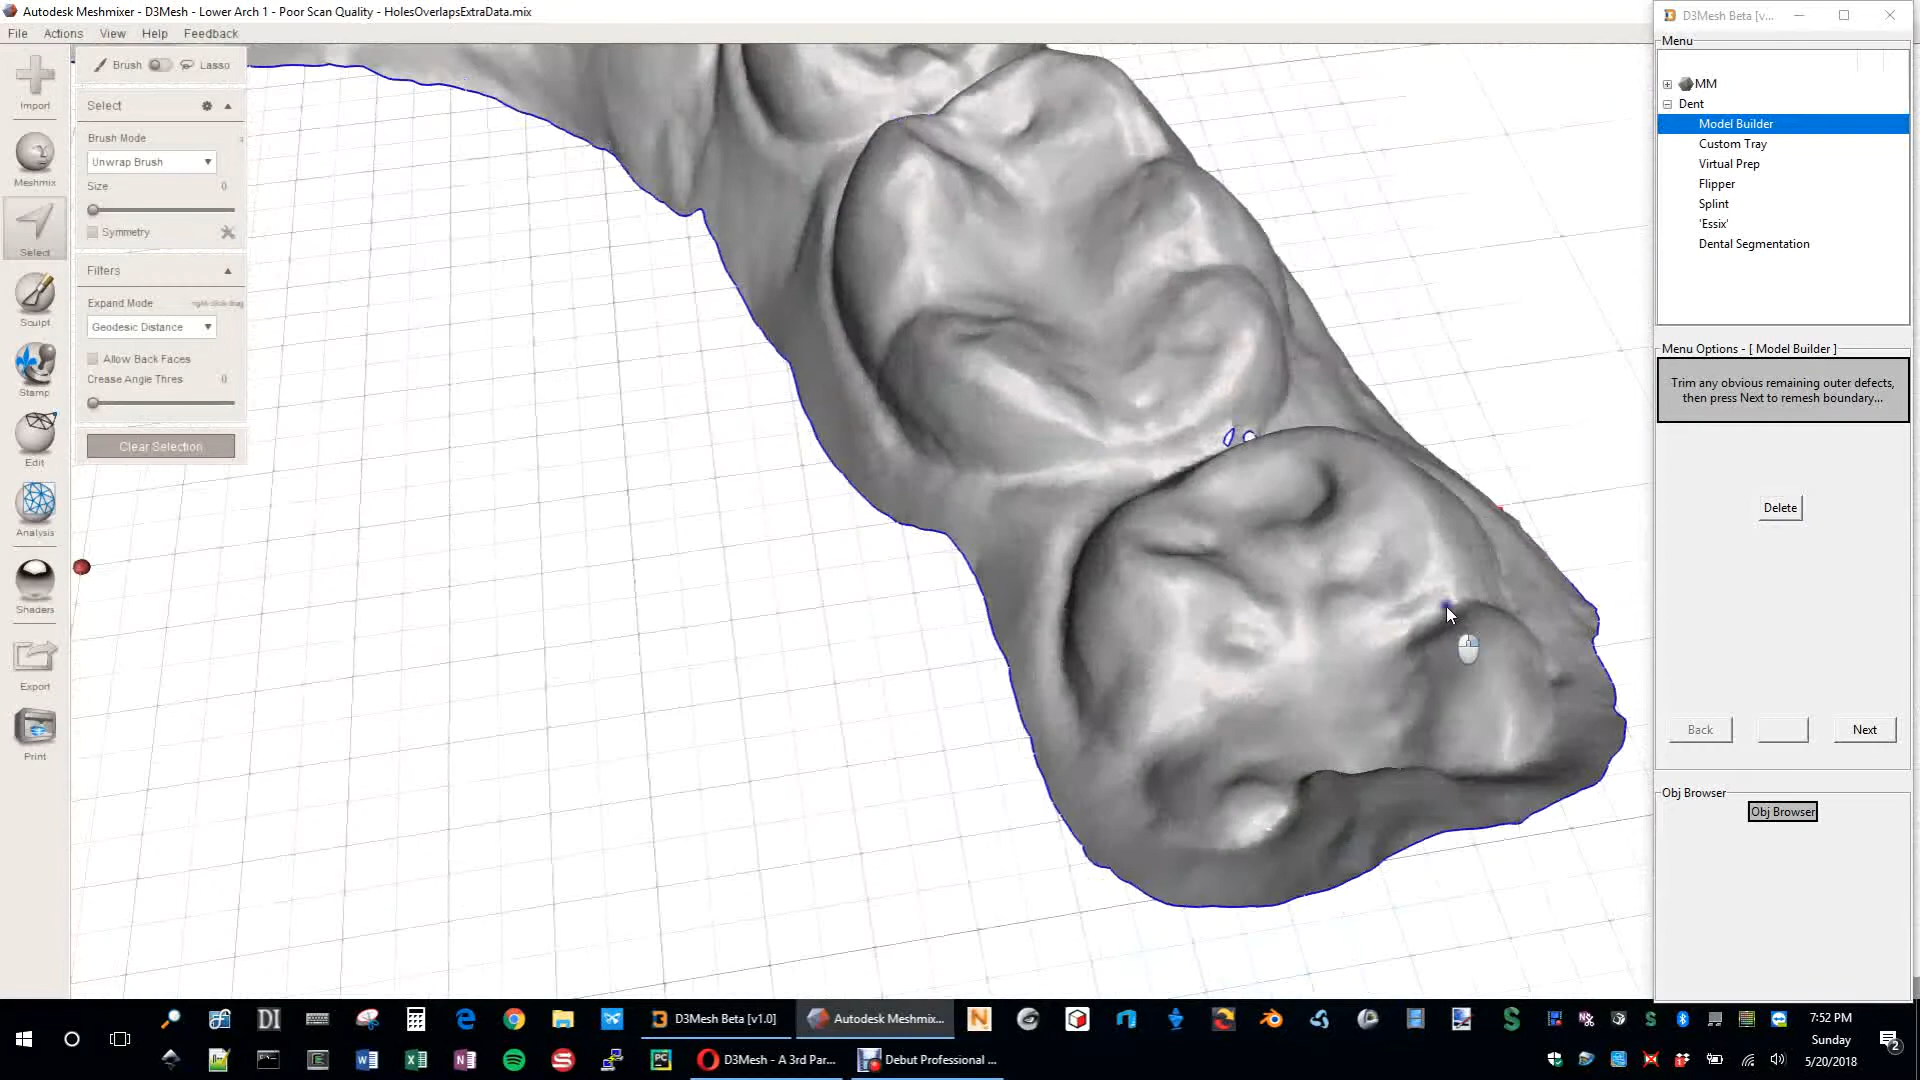 Autodesk Meshmixer - D3Mesh - Lower Arch 1 - Poor Scan Quality - HolesOverlapsExtraData.mix
File Actions View Help Feedback
Import
Meshmix
Select
Sculpt
Stamp
Edit
Analysis
Shaders
Export
Print
Brush Lasso
Select
Brush Mode
Unwrap Brush
Size 0
Symmetry
Filters
Expand Mode right-click-drag
Geodesic Distance
Allow Back Faces
Crease Angle Thres 0
Clear Selection
D3Mesh Beta [v...
Menu
MM
Dent
Model Builder
Custom Tray
Virtual Prep
Flipper
Splint
'Essix'
Dental Segmentation
Menu Options - [ Model Builder ]
Trim any obvious remaining outer defects,
then press Next to remesh boundary...
Delete
Back Next
Obj Browser
Obj Browser
D3Mesh Beta [v1.0]
Autodesk Meshmix...
D3Mesh - A 3rd Par...
Debut Professional ...
7:52 PM
Sunday
5/20/2018
2